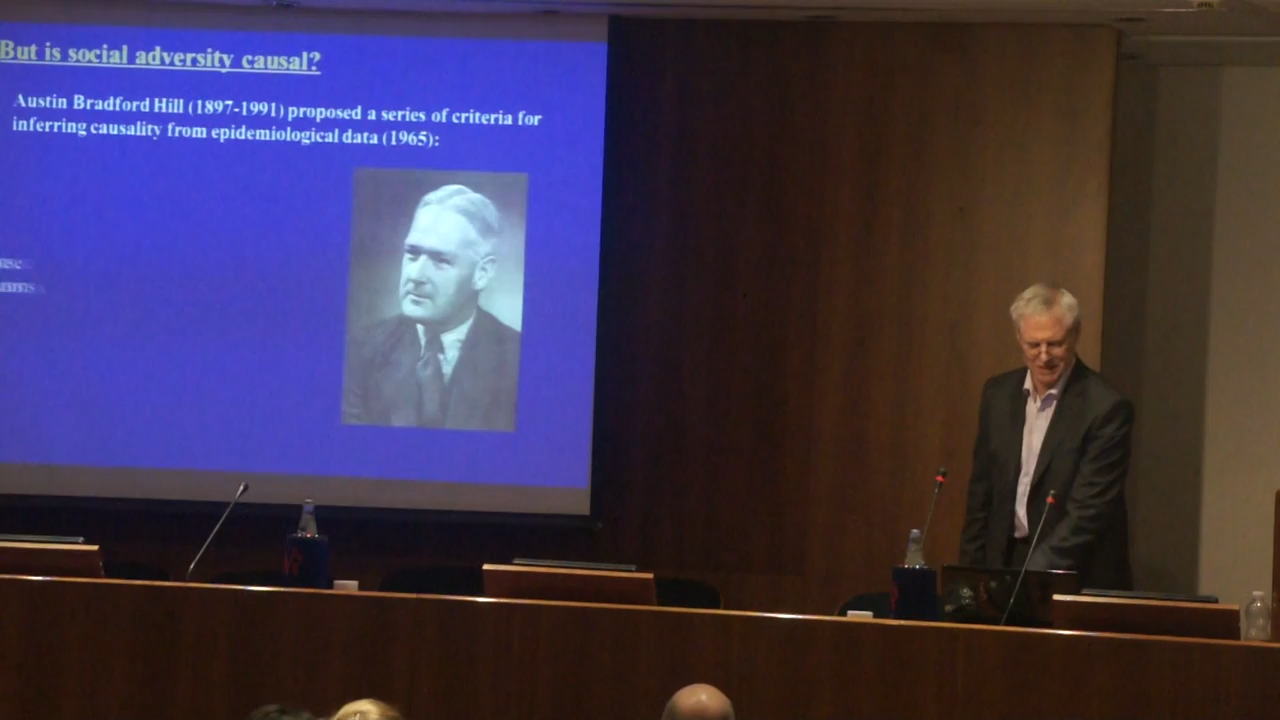 But is social adversity causal?
Austin Bradford Hill (1897-1991) proposed a series of criteria for
inferring causality from epidemiological data (1965):